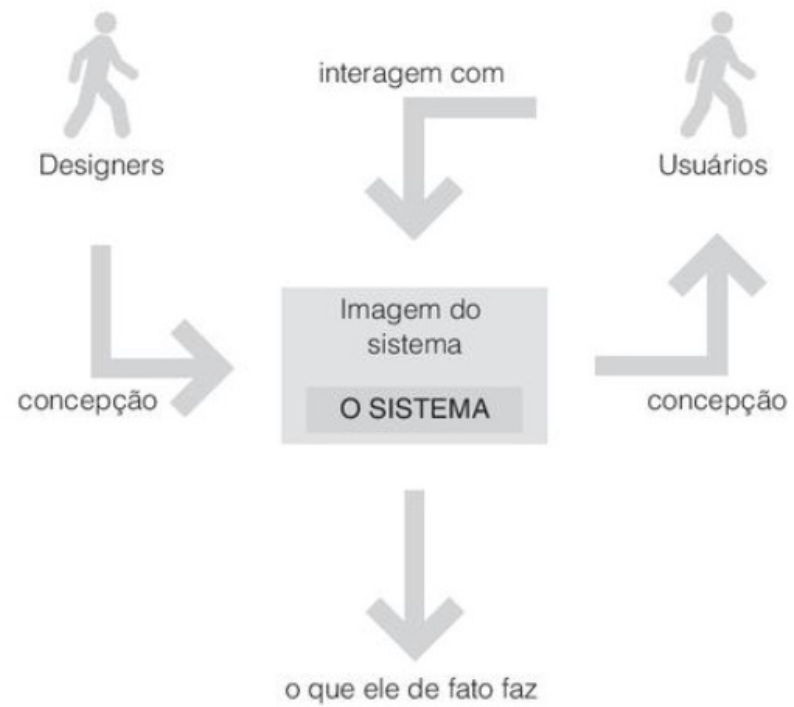 interagem com
Designers
Usuários
Imagem do
sistema
O SISTEMA
concepção
concepção
o que ele de fato faz